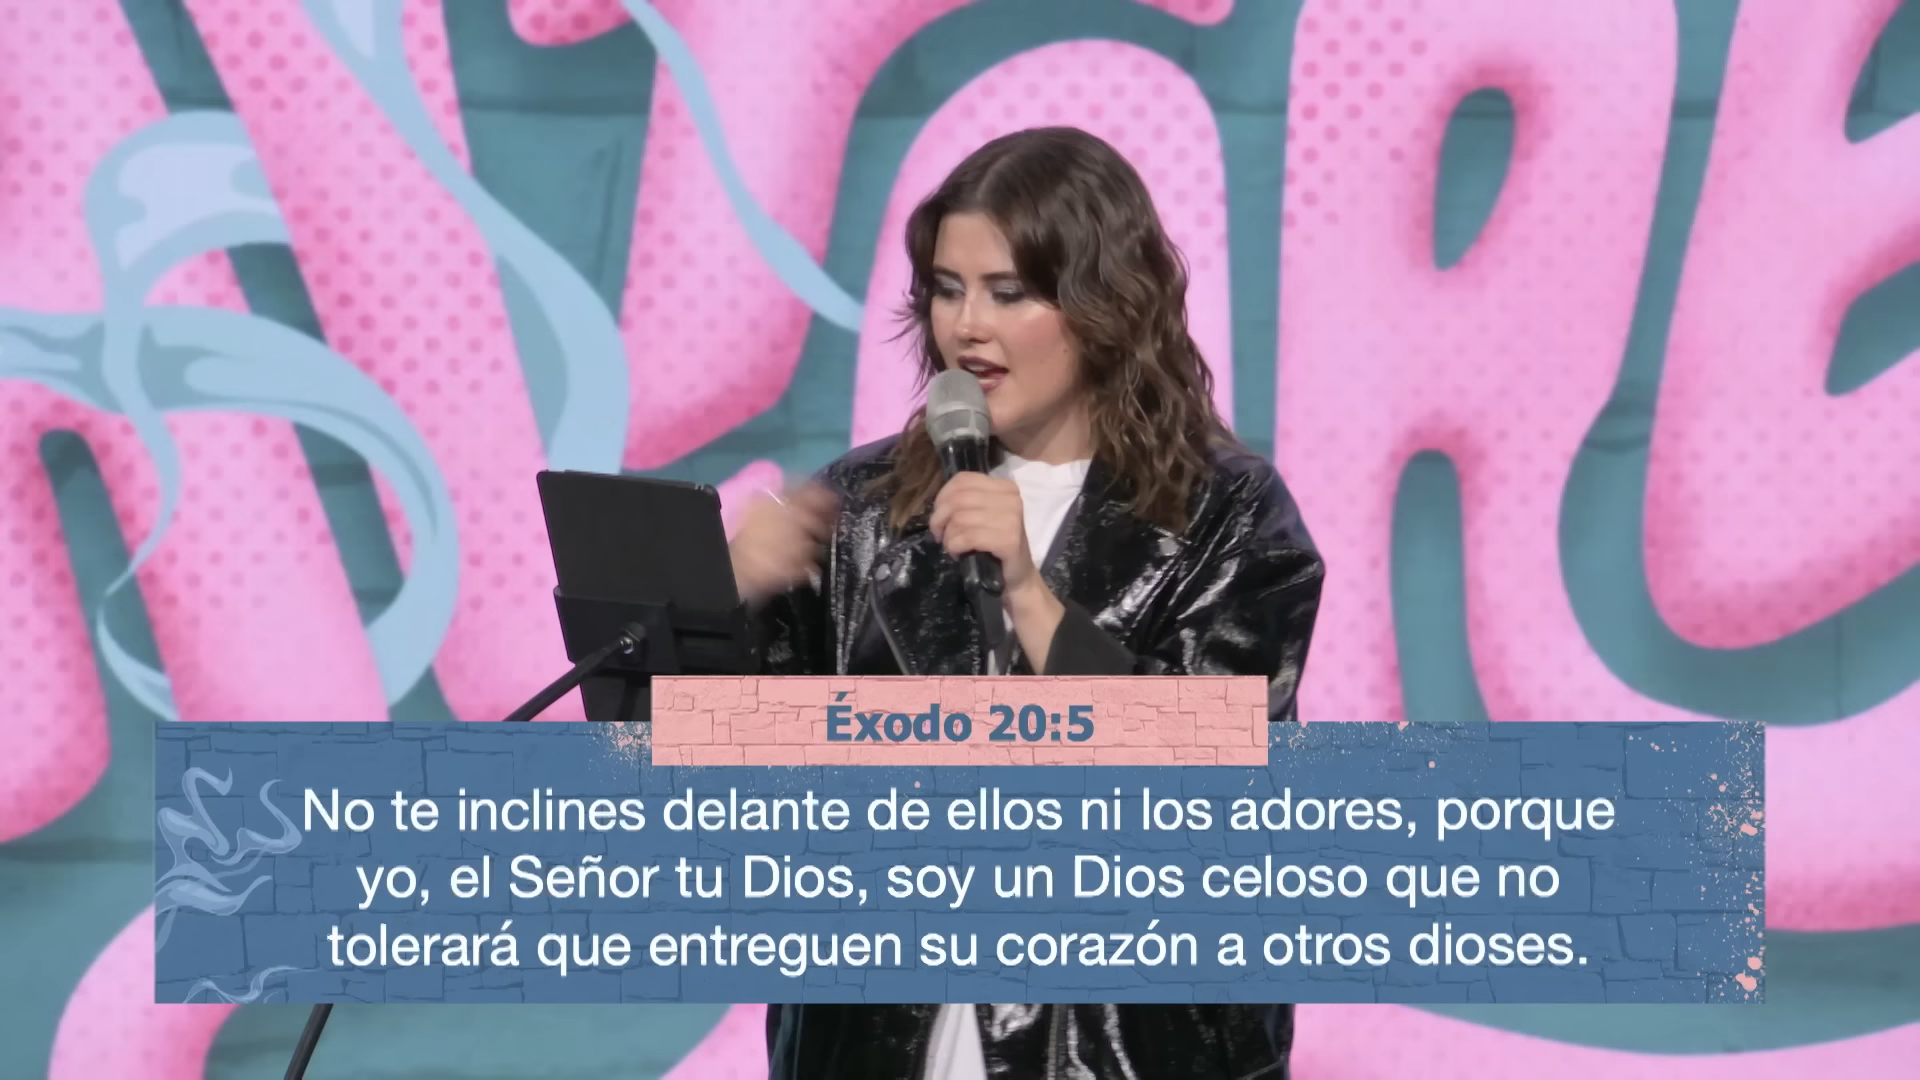 Éxodo 20:5
No te inclines delante de ellos ni los adores, porque
yo, el Señor tu Dios, soy un Dios celoso que no
tolerará que entreguen su corazón a otros dioses.